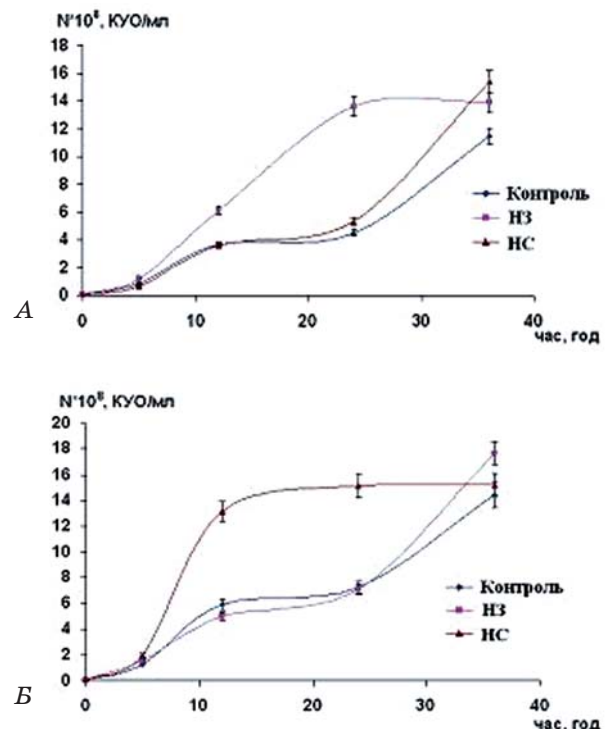 N*10⁸, КУО/мл
18
16
14
12
10
8
6
4
2
0
0 10 20 30 40
час, год
Контроль
НЗ
НС
А
N*10⁸, КУО/мл
20
18
16
14
12
10
8
6
4
2
0
0 10 20 30 40
час, год
Контроль
НЗ
НС
Б